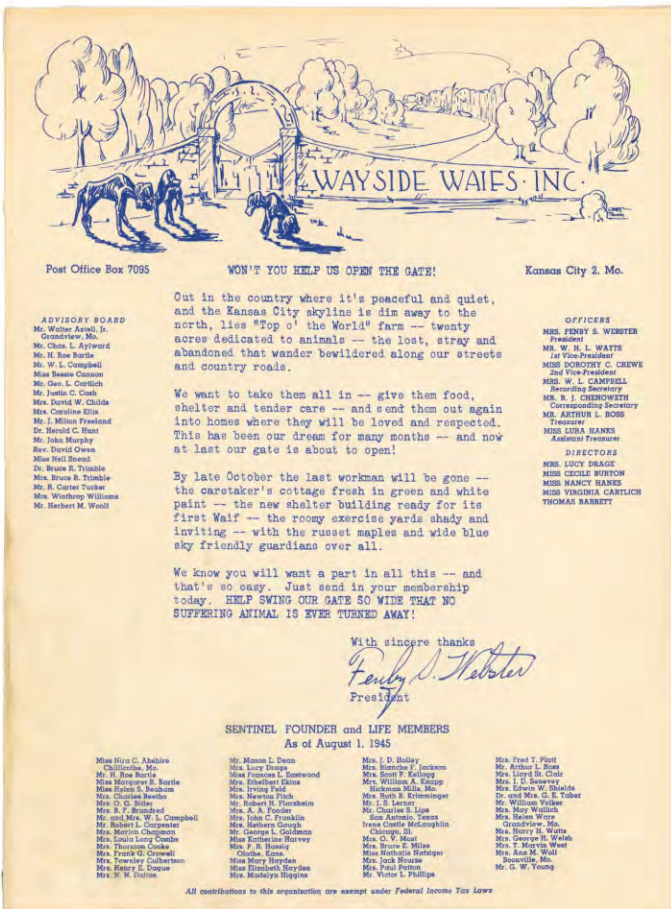 WAYSIDE WAIFS · INC ·
Post Office Box 7095
WON'T YOU HELP US OPEN THE GATE!
Kansas City 2, Mo.
ADVISORY BOARD
Mr. Walter Axtell, Jr.
Grandview, Mo.
Mr. Chas. L. Aylward
Mr. H. Roe Bartle
Mr. W. L. Campbell
Miss Bessie Cannon
Mr. Geo. L. Cartlich
Mr. Justin C. Cash
Mrs. David W. Childs
Mrs. Caroline Ellis
Mr. J. Milton Freeland
Dr. Herold C. Hunt
Mr. John Murphy
Rev. David Owen
Miss Nell Snead
Dr. Bruce R. Trimble
Mrs. Bruce R. Trimble
Mr. R. Carter Tucker
Mrs. Winthrop Williams
Mr. Herbert M. Woolf
Out in the country where it's peaceful and quiet,
and the Kansas City skyline is dim away to the
north, lies "Top o' the World" farm -- twenty
acres dedicated to animals -- the lost, stray and
abandoned that wander bewildered along our streets
and country roads.
We want to take them all in -- give them food,
shelter and tender care -- and send them out again
into homes where they will be loved and respected.
This has been our dream for many months -- and now
at last our gate is about to open!
By late October the last workman will be gone --
the caretaker's cottage fresh in green and white
paint -- the new shelter building ready for its
first Waif -- the roomy exercise yards shady and
inviting -- with the russet maples and wide blue
sky friendly guardians over all.
We know you will want a part in all this -- and
that's so easy. Just send in your membership
today. HELP SWING OUR GATE SO WIDE THAT NO
SUFFERING ANIMAL IS EVER TURNED AWAY!
With sincere thanks
Fenby S. Webster
President
OFFICERS
MRS. FENBY S. WEBSTER
President
MR. W. H. L. WATTS
1st Vice-President
MISS DOROTHY C. CREWE
2nd Vice-President
MRS. W. L. CAMPBELL
Recording Secretary
MR. R. J. CHENOWETH
Corresponding Secretary
MR. ARTHUR L. ROSS
Treasurer
MISS LURA HANKS
Assistant Treasurer
DIRECTORS
MRS. LUCY DRAGE
MISS CECILE BURTON
MISS NANCY HANKS
MISS VIRGINIA CARTLICH
THOMAS BARRETT
SENTINEL FOUNDER and LIFE MEMBERS
As of August 1, 1945
Miss Nira C. Abshire
Chillicothe, Mo.
Mr. H. Roe Bartle
Miss Margaret R. Bartle
Miss Helen S. Beaham
Mrs. Charles Beetho
Mrs. O. G. Bitler
Mrs. B. F. Brundred
Mr. and Mrs. W. L. Campbell
Mr. Robert L. Carpenter
Mrs. Marion Chapman
Mrs. Loula Long Combs
Mrs. Thornton Cooke
Mrs. Frank G. Crowell
Mrs. Townley Culbertson
Mrs. Henry E. Dague
Mrs. N. N. Dalton
Mr. Mason L. Dean
Mrs. Lucy Drage
Miss Frances L. Eastwood
Mrs. Ethelbert Ekins
Mrs. Irving Feld
Mrs. Newton Fitch
Mr. Robert H. Florsheim
Mrs. A. A. Fonder
Mrs. John C. Franklin
Mrs. Hethern Gaugh
Mr. George L. Goldman
Miss Katherine Harvey
Mrs. P. R. Hossig
Olathe, Kans.
Miss Mary Hayden
Miss Elisabeth Hayden
Mrs. Madelyn Higgins
Mrs. J. D. Holley
Mrs. Blanche F. Jackson
Mrs. Scott P. Kellogg
Mrs. William A. Knapp
Hickman Mills, Mo.
Mrs. Ruth B. Krimminger
Mr. J. S. Lerner
Mr. Charles S. Lips
San Antonio, Texas
Irene Castle McLaughlin
Chicago, Ill.
Mrs. O. V. Mast
Mrs. Bruce E. Miles
Miss Nathalie Nafziger
Mrs. Jack Nourse
Mrs. Paul Patton
Mr. Victor L. Phillips
Mrs. Fred T. Platt
Mr. Arthur L. Ross
Mrs. Lloyd St. Clair
Mrs. J. D. Benevey
Mrs. Edwin W. Shields
Dr. and Mrs. G. E. Taber
Mr. William Volker
Mrs. May Wallich
Mrs. Helen Ware
Grandview, Mo.
Mrs. Harry H. Watts
Mrs. George H. Welsh
Mrs. T. Marvin West
Mrs. Ann M. Wolf
Boonville, Mo.
Mr. G. W. Young
All contributions to this organization are exempt under Federal Income Tax Laws